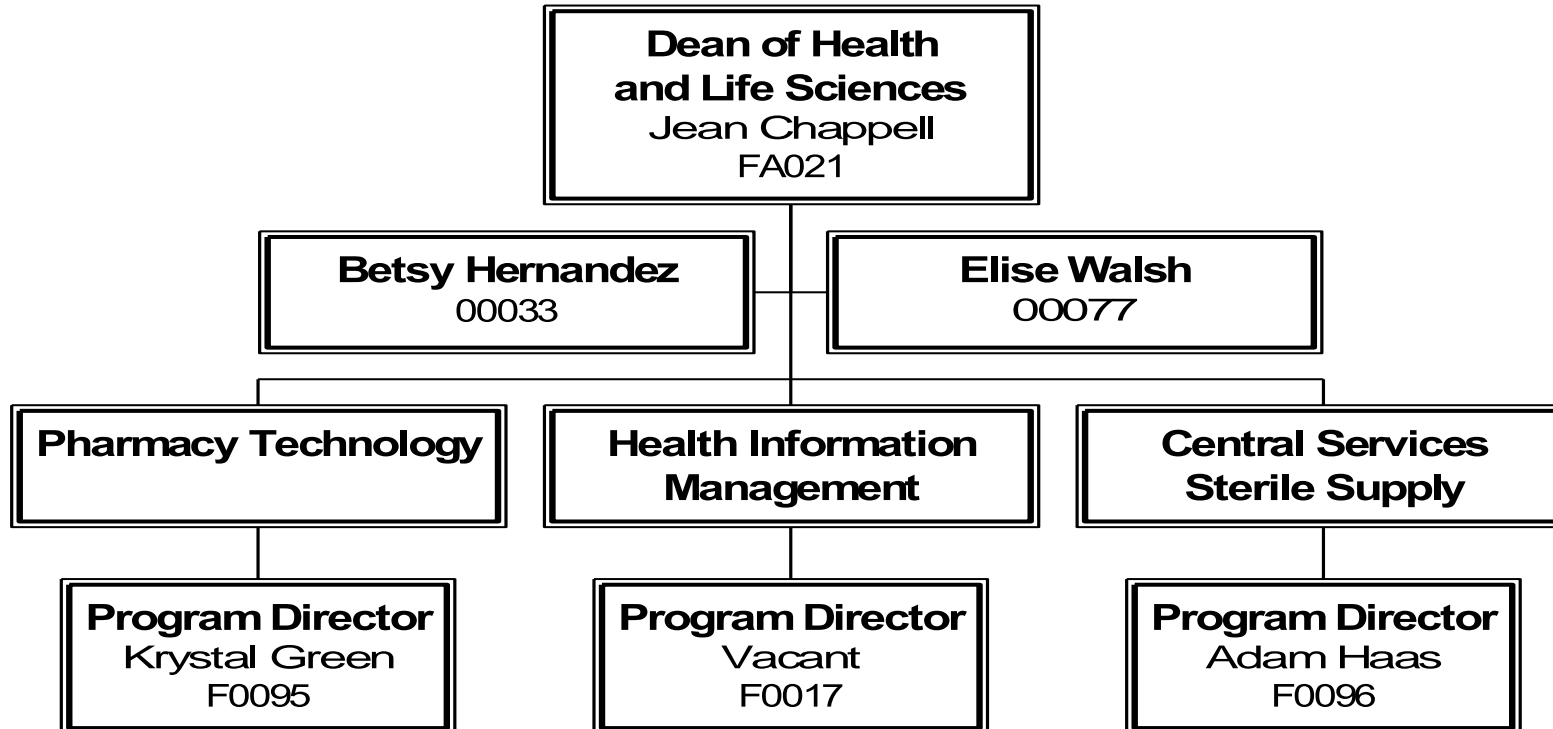 Dean of Health
and Life Sciences
Jean Chappell
FA021
Betsy Hernandez
00033
Elise Walsh
00077
Pharmacy Technology
Health Information
Management
Central Services
Sterile Supply
Program Director
Krystal Green
F0095
Program Director
Vacant
F0017
Program Director
Adam Haas
F0096